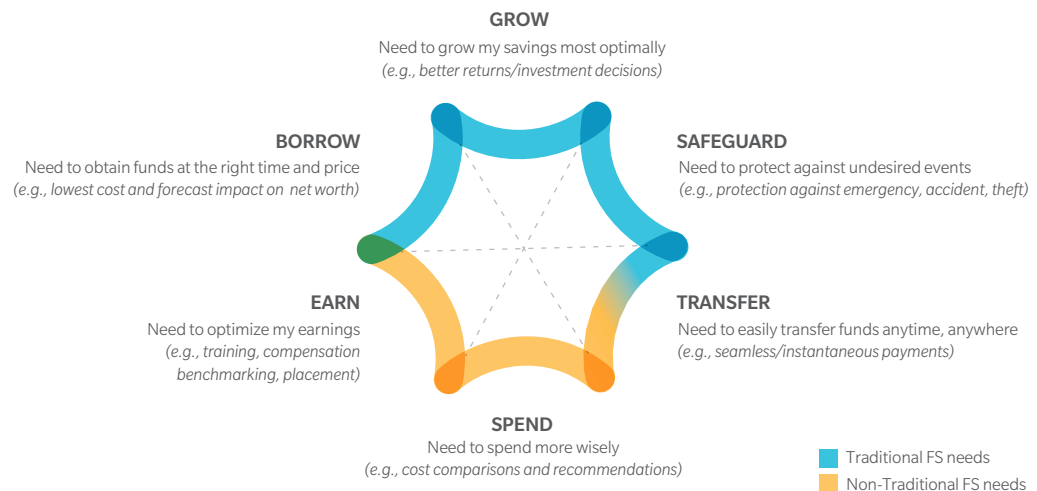 GROW
Need to grow my savings most optimally
(e.g., better returns/investment decisions)
BORROW
Need to obtain funds at the right time and price
(e.g., lowest cost and forecast impact on net worth)
SAFEGUARD
Need to protect against undesired events
(e.g., protection against emergency, accident, theft)
EARN
Need to optimize my earnings
(e.g., training, compensation
benchmarking, placement)
TRANSFER
Need to easily transfer funds anytime, anywhere
(e.g., seamless/instantaneous payments)
SPEND
Need to spend more wisely
(e.g., cost comparisons and recommendations)
Traditional FS needs
Non-Traditional FS needs